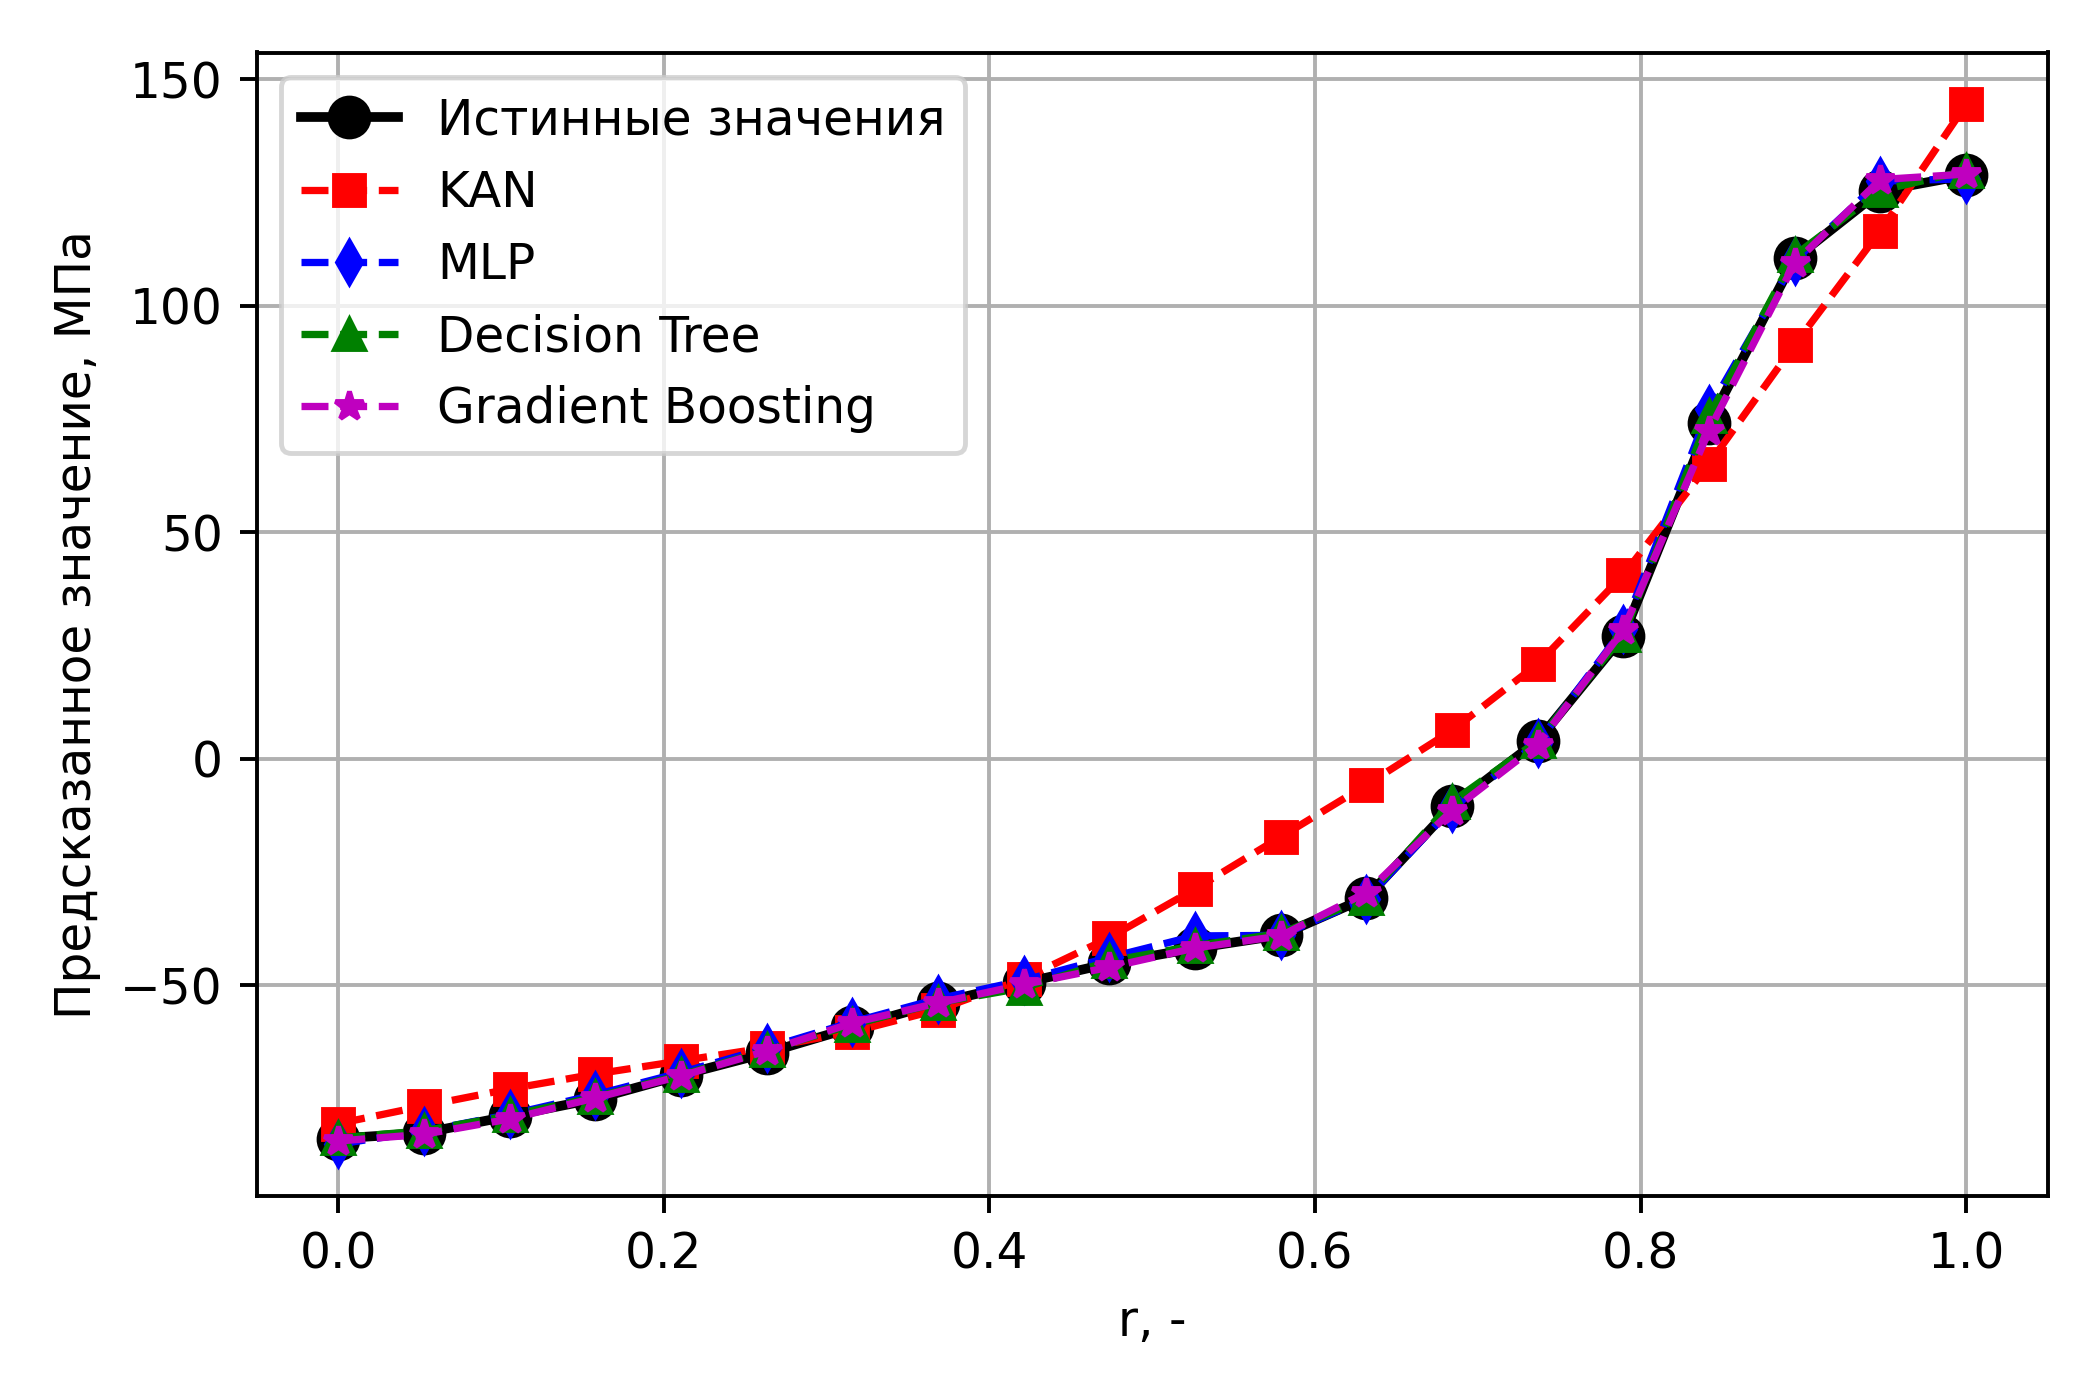 Истинные значения
KAN
MLP
Decision Tree
Gradient Boosting
Предсказанное значение, МПа
150
100
50
0
−50
0.0 0.2 0.4 0.6 0.8 1.0
r, -